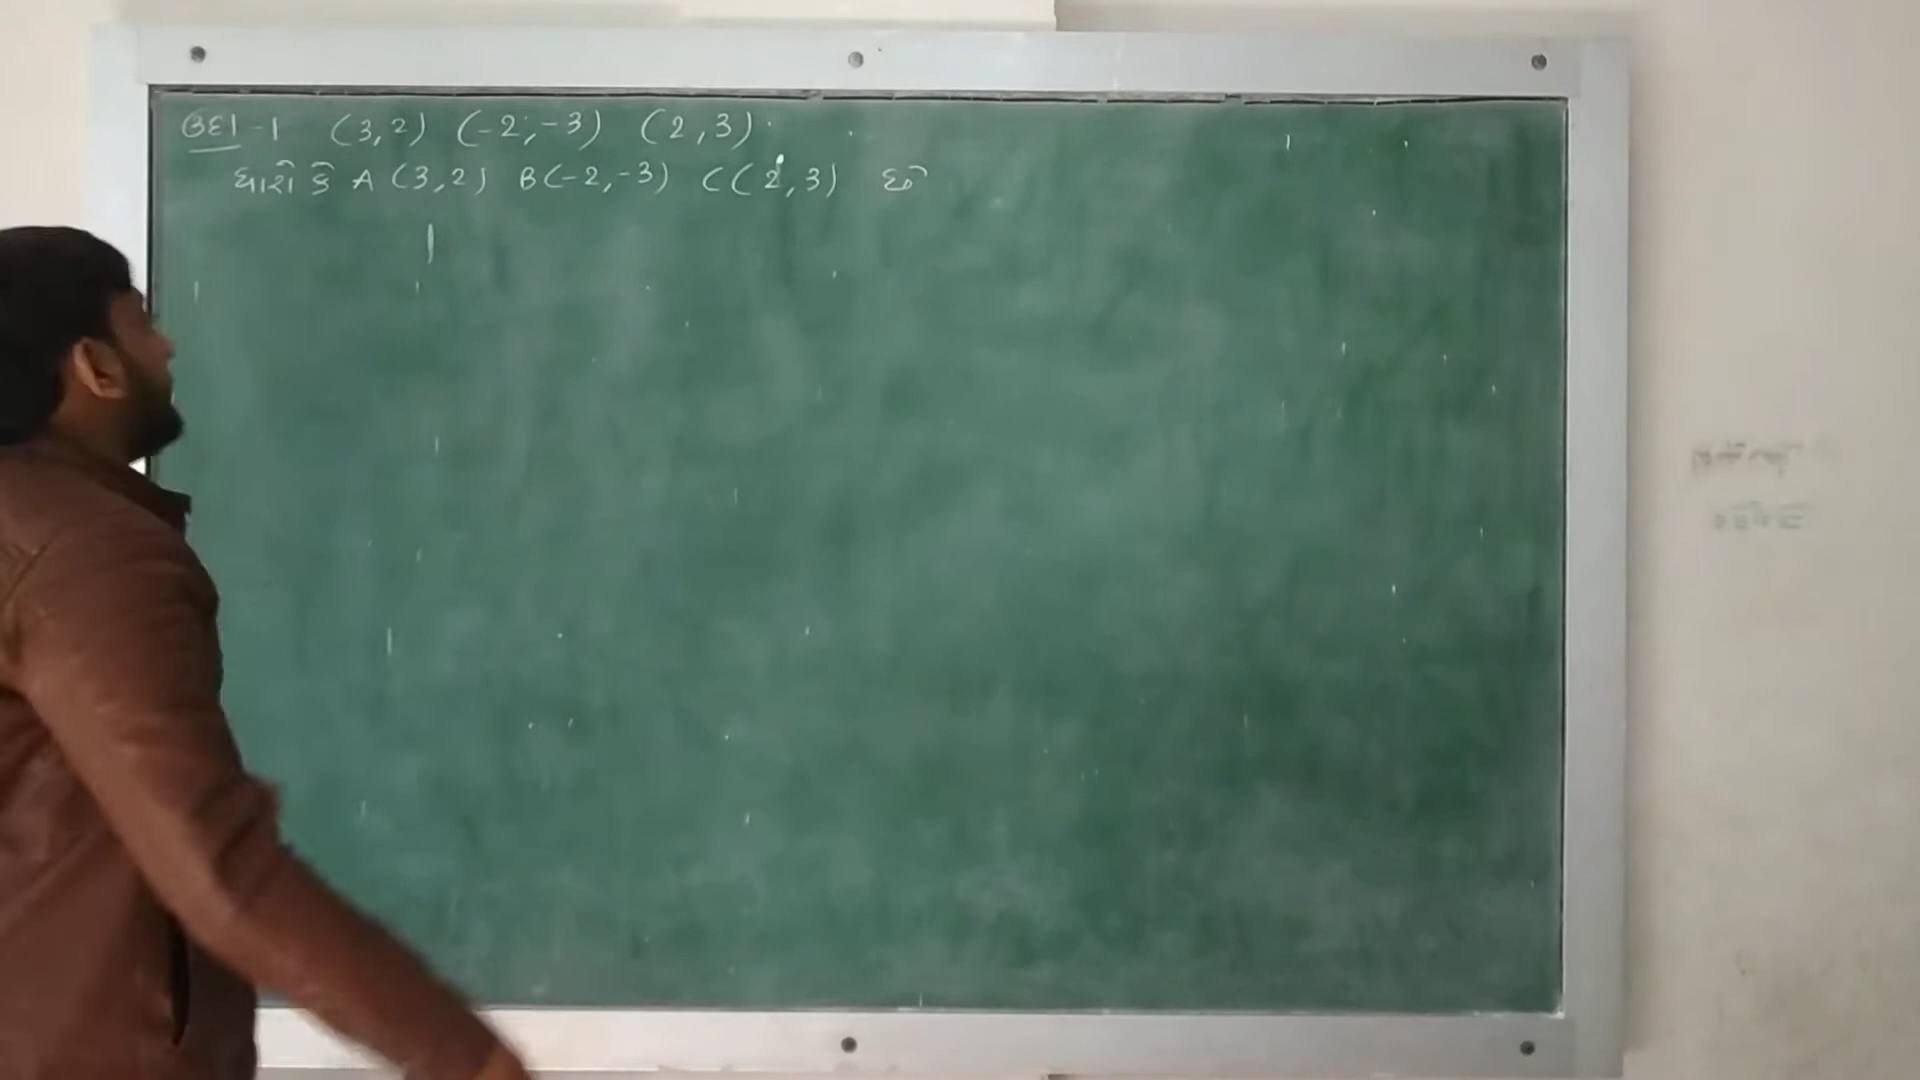 ઉદા-1 (3,2) (-2,-3) (2,3).
ધારો કે A (3,2) B(-2,-3) C(2,3) છે